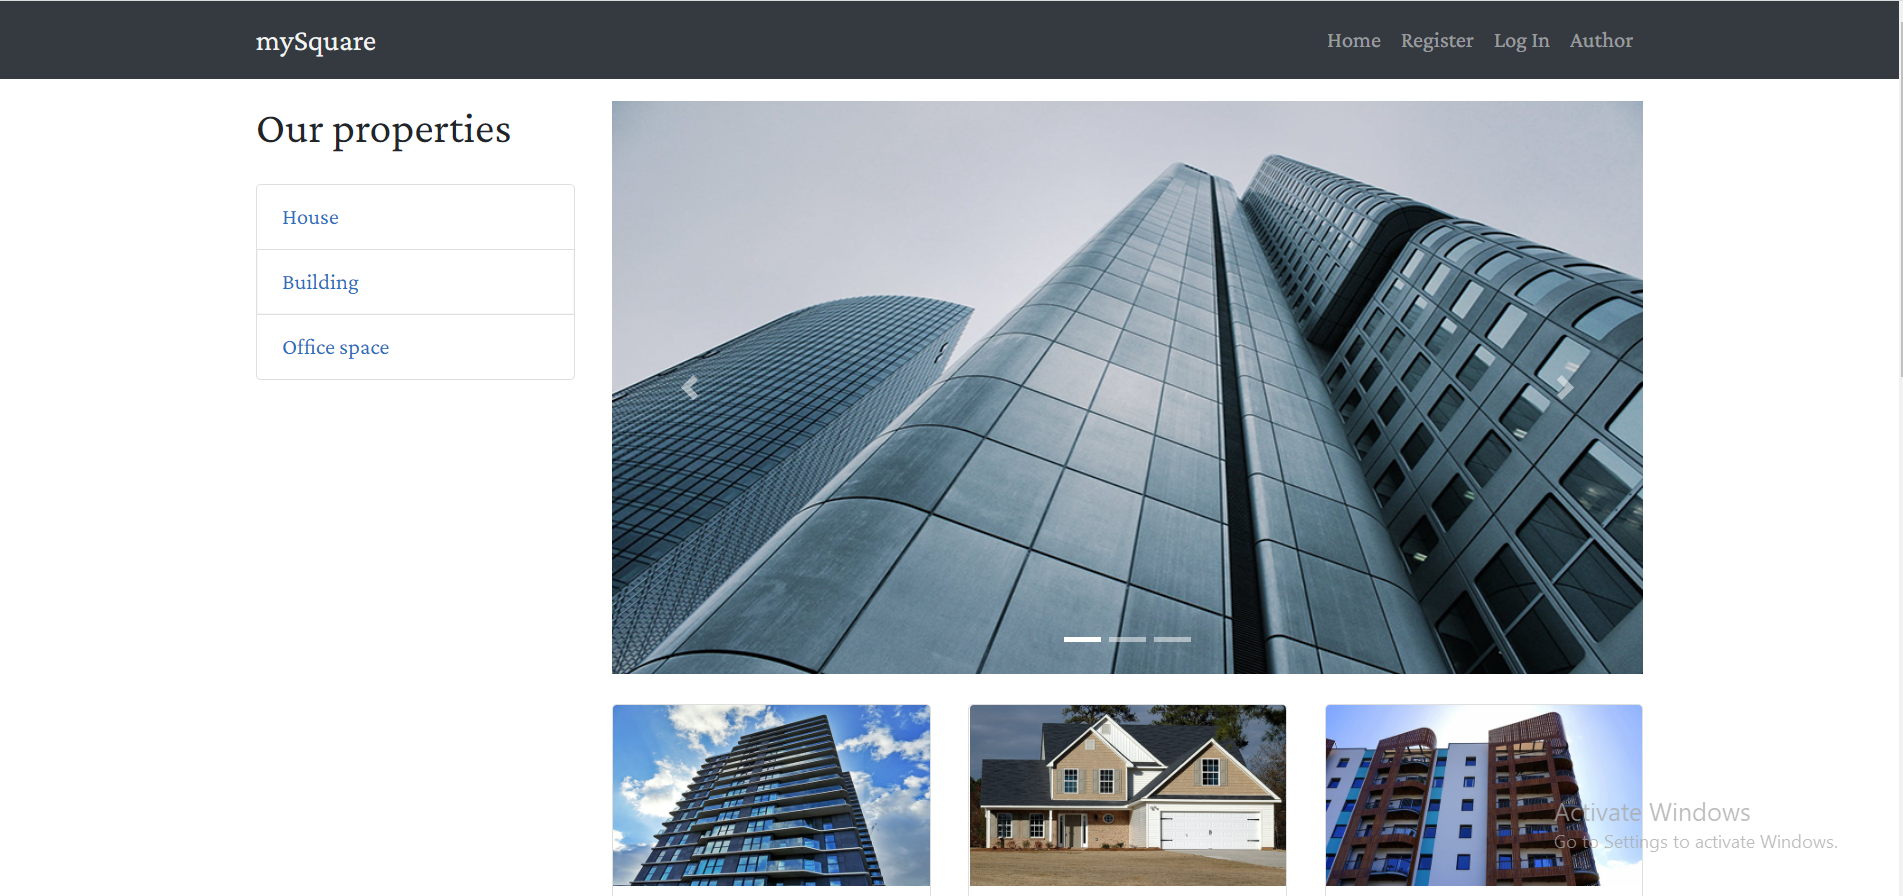 mySquare
Home Register Log In Author
Our properties
House
Building
Office space
Activate Windows
Go to Settings to activate Windows.